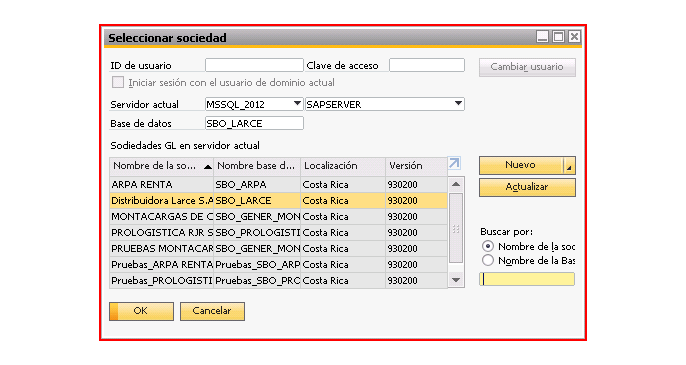 Seleccionar sociedad
ID de usuario
Clave de acceso
Cambiar usuario
Iniciar sesión con el usuario de dominio actual
Servidor actual MSSQL_2012 SAPSERVER
Base de datos SBO_LARCE
Sodiedades GL en servidor actual
Nombre de la so... Nombre base d... Localización Versión
ARPA RENTA SBO_ARPA Costa Rica 930200
Distribuidora Larce S.A SBO_LARCE Costa Rica 930200
MONTACARGAS DE C SBO_GENER_MON Costa Rica 930200
PROLOGISTICA RJR S SBO_PROLOGISTI Costa Rica 930200
PRUEBAS MONTACAR SBO_GENER_MON Costa Rica 930200
Pruebas_ARPA RENTA Pruebas_SBO_ARP Costa Rica 930200
Pruebas_PROLOGISTI Pruebas_SBO_PRO Costa Rica 930200
Nuevo
Actualizar
Buscar por:
Nombre de la soc
Nombre de la Bas
OK
Cancelar